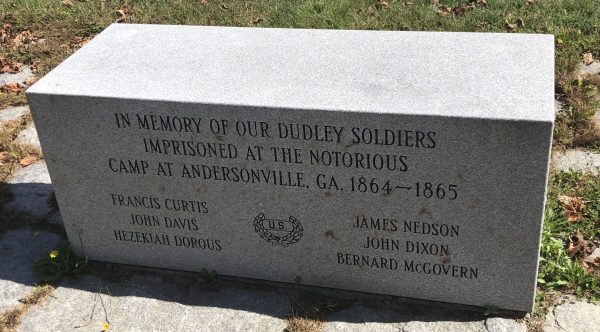 IN MEMORY OF OUR DUDLEY SOLDIERS
IMPRISONED AT THE NOTORIOUS
CAMP AT ANDERSONVILLE, GA, 1864—1865
FRANCIS CURTIS
JOHN DAVIS
HEZEKIAH DOROUS
U.S
JAMES NEDSON
JOHN DIXON
BERNARD McGOVERN